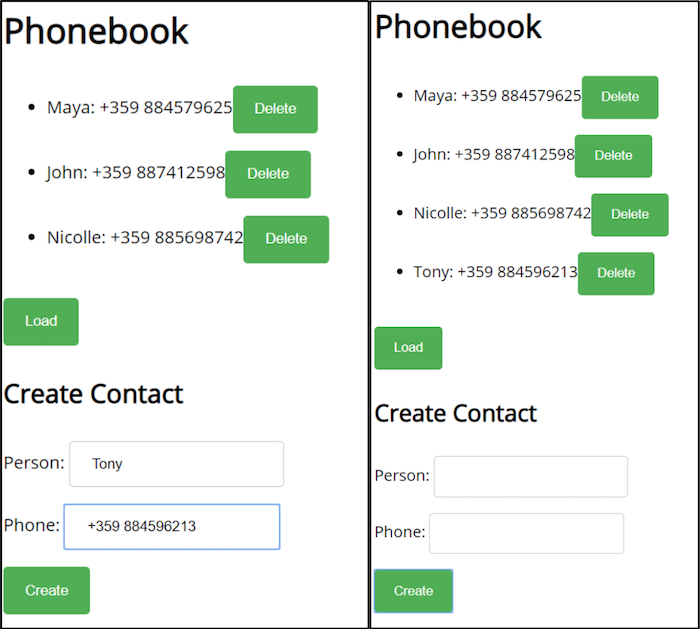 Phonebook
Maya: +359 884579625 Delete
John: +359 887412598 Delete
Nicolle: +359 885698742 Delete
Load
Create Contact
Person: Tony
Phone: +359 884596213
Create
Phonebook
Maya: +359 884579625 Delete
John: +359 887412598 Delete
Nicolle: +359 885698742 Delete
Tony: +359 884596213 Delete
Load
Create Contact
Person:
Phone:
Create